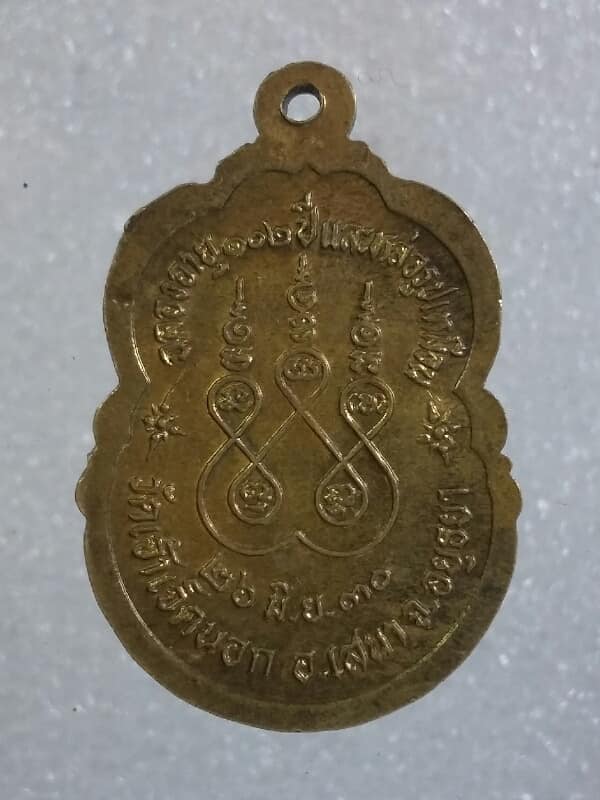 ฉลองอายุ ๑๐๒ ปี และหล่อรูปเหมือน
๒๖ มิ.ย. ๓๐
วัดเจ้าเจ็ดนอก อ.เสนา จ.อยุธยา